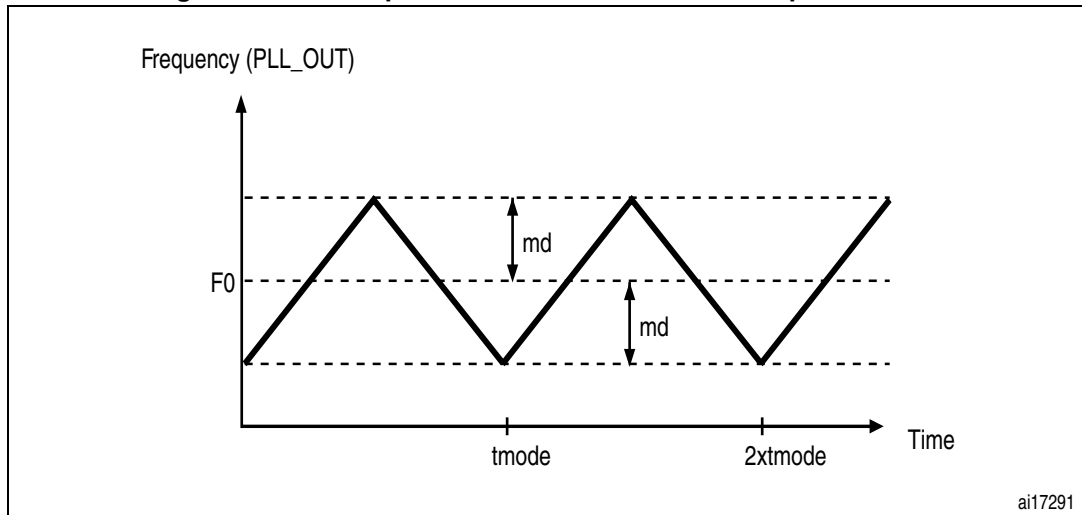 Frequency (PLL_OUT)
md
F0
md
tmode
2xtmode
Time
ai17291